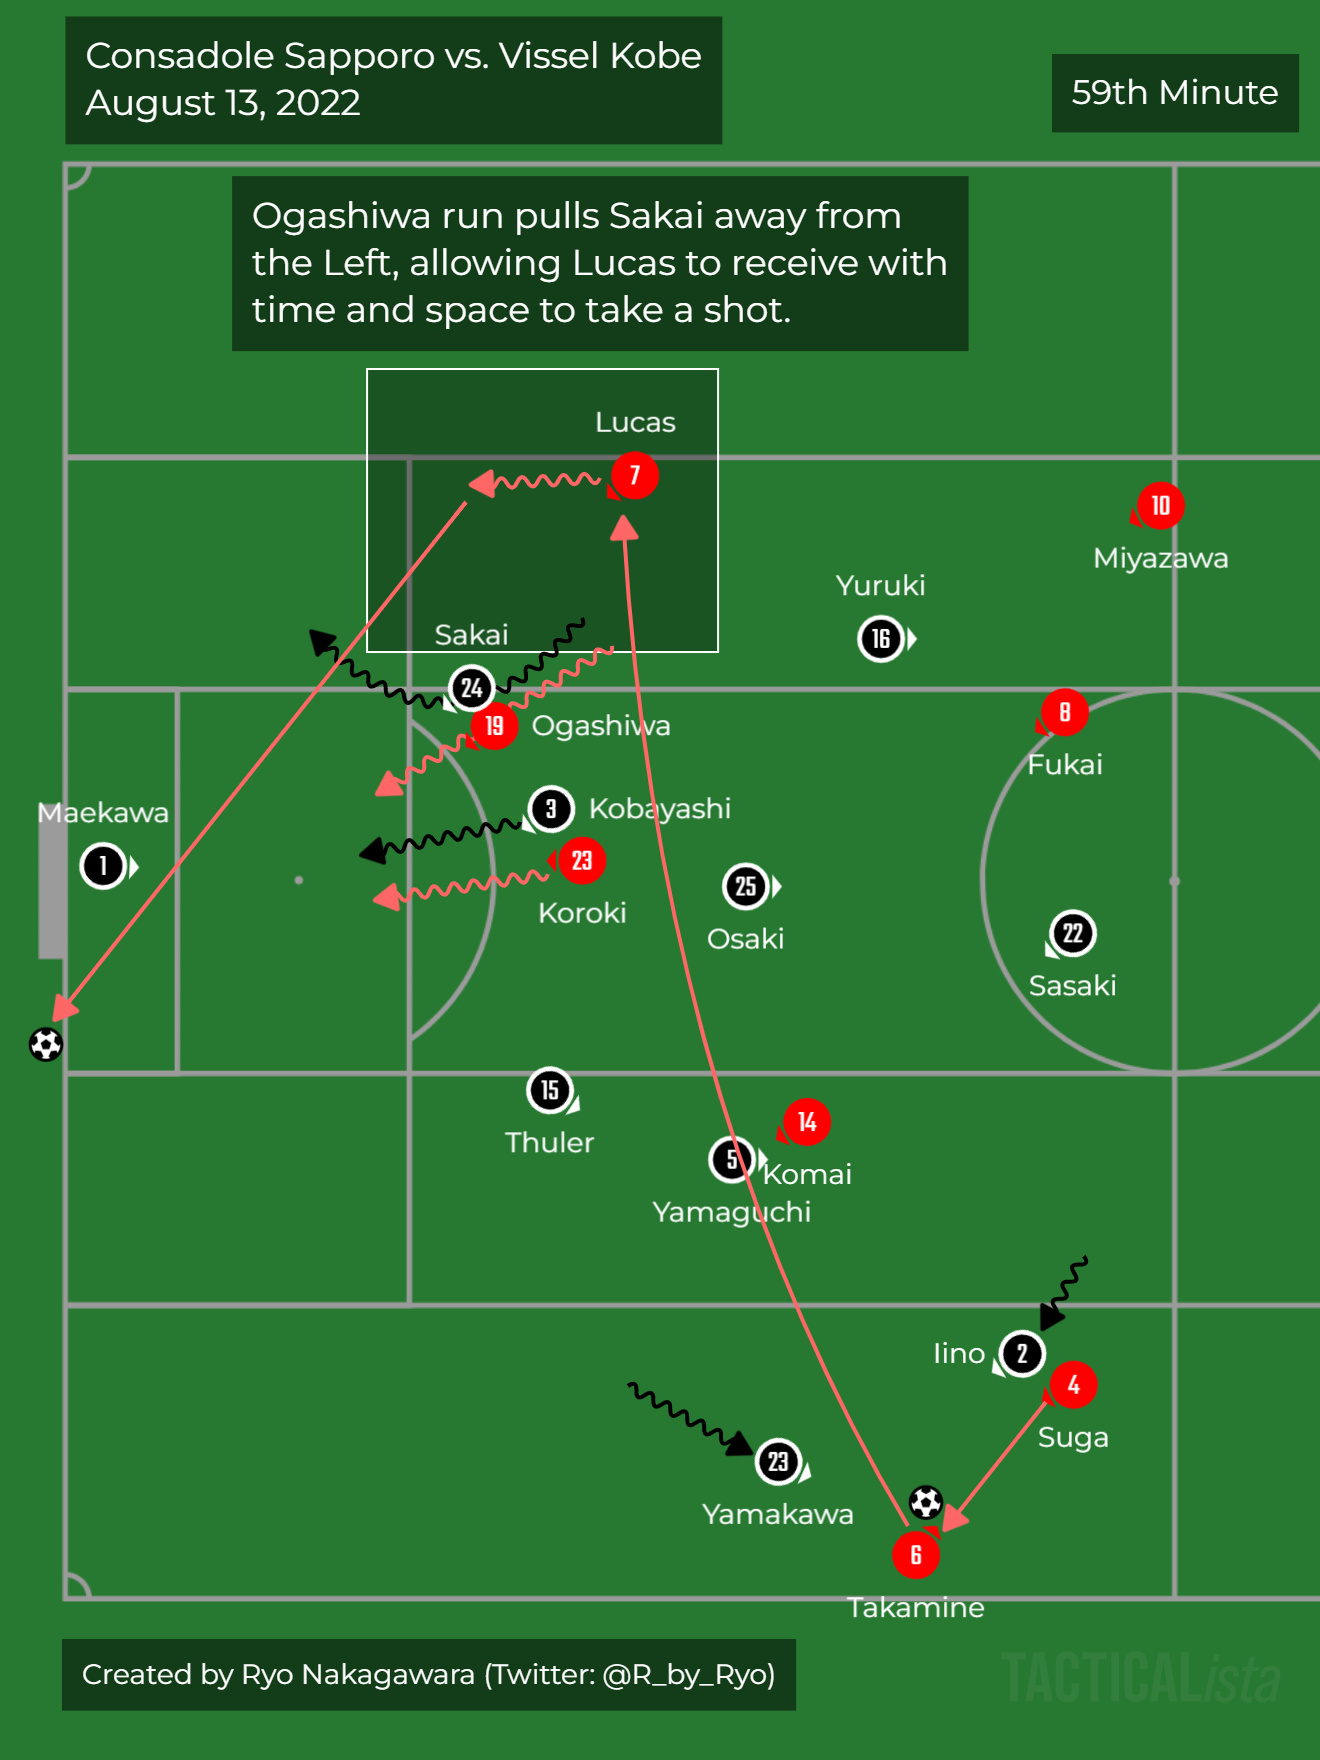 Consadole Sapporo vs. Vissel Kobe
August 13, 2022
59th Minute
Ogashiwa run pulls Sakai away from
the Left, allowing Lucas to receive with
time and space to take a shot.
Lucas
7
10
Miyazawa
Yuruki
16
Sakai
24
19
Ogashiwa
8
Fukai
Maekawa
1
3
Kobayashi
23
Koroki
25
Osaki
22
Sasaki
15
Thuler
14
Komai
5
Yamaguchi
Iino
2
4
Suga
23
Yamakawa
6
Takamine
Created by Ryo Nakagawara (Twitter: @R_by_Ryo)
TACTICALista